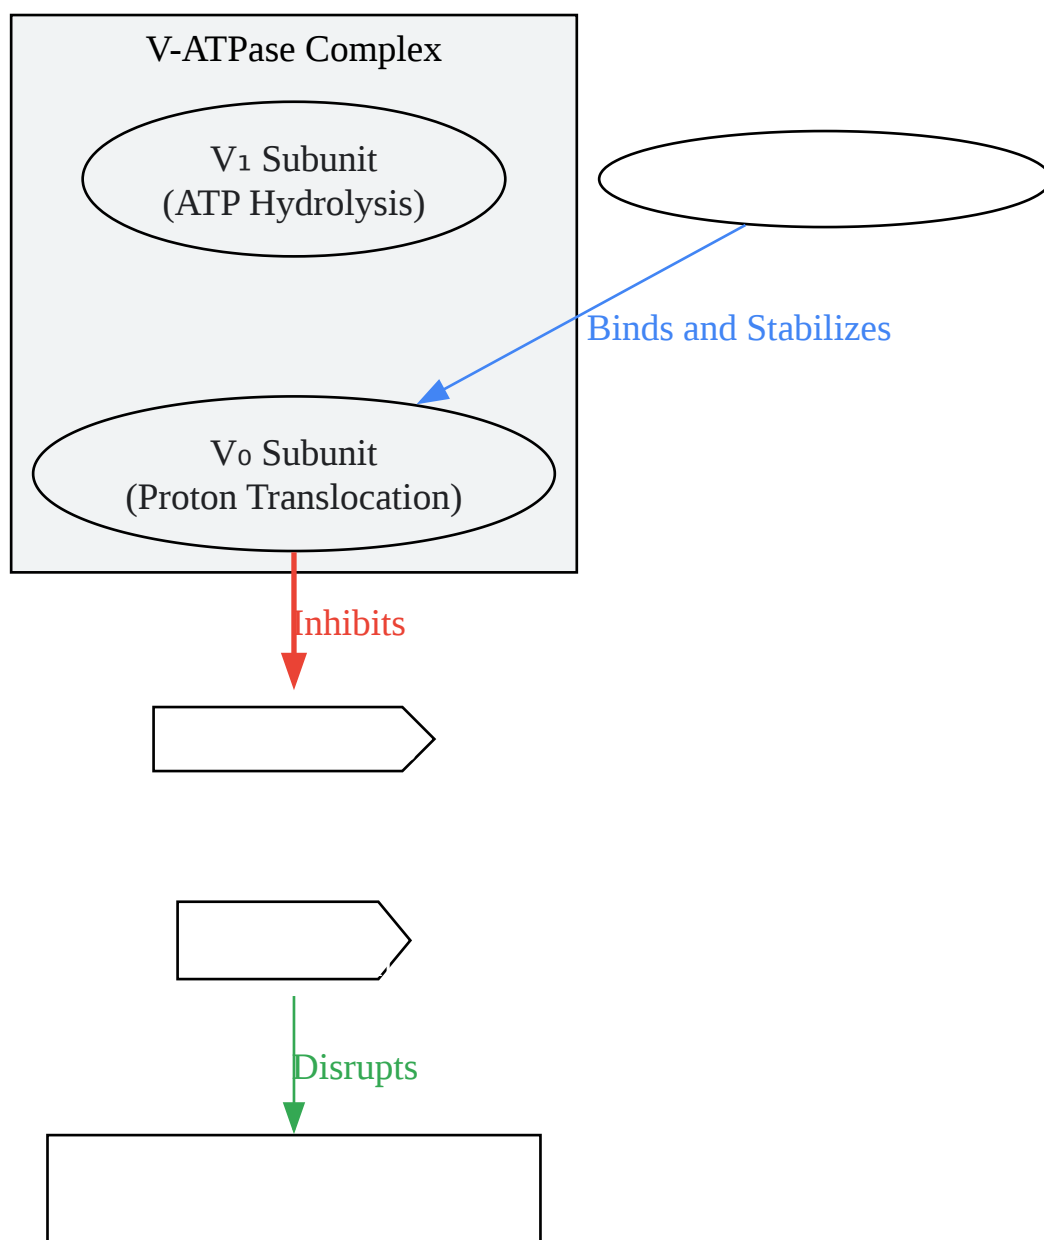 V-ATPase Complex
V₁ Subunit
(ATP Hydrolysis)
Binds and Stabilizes
V₀ Subunit
(Proton Translocation)
Inhibits
Disrupts